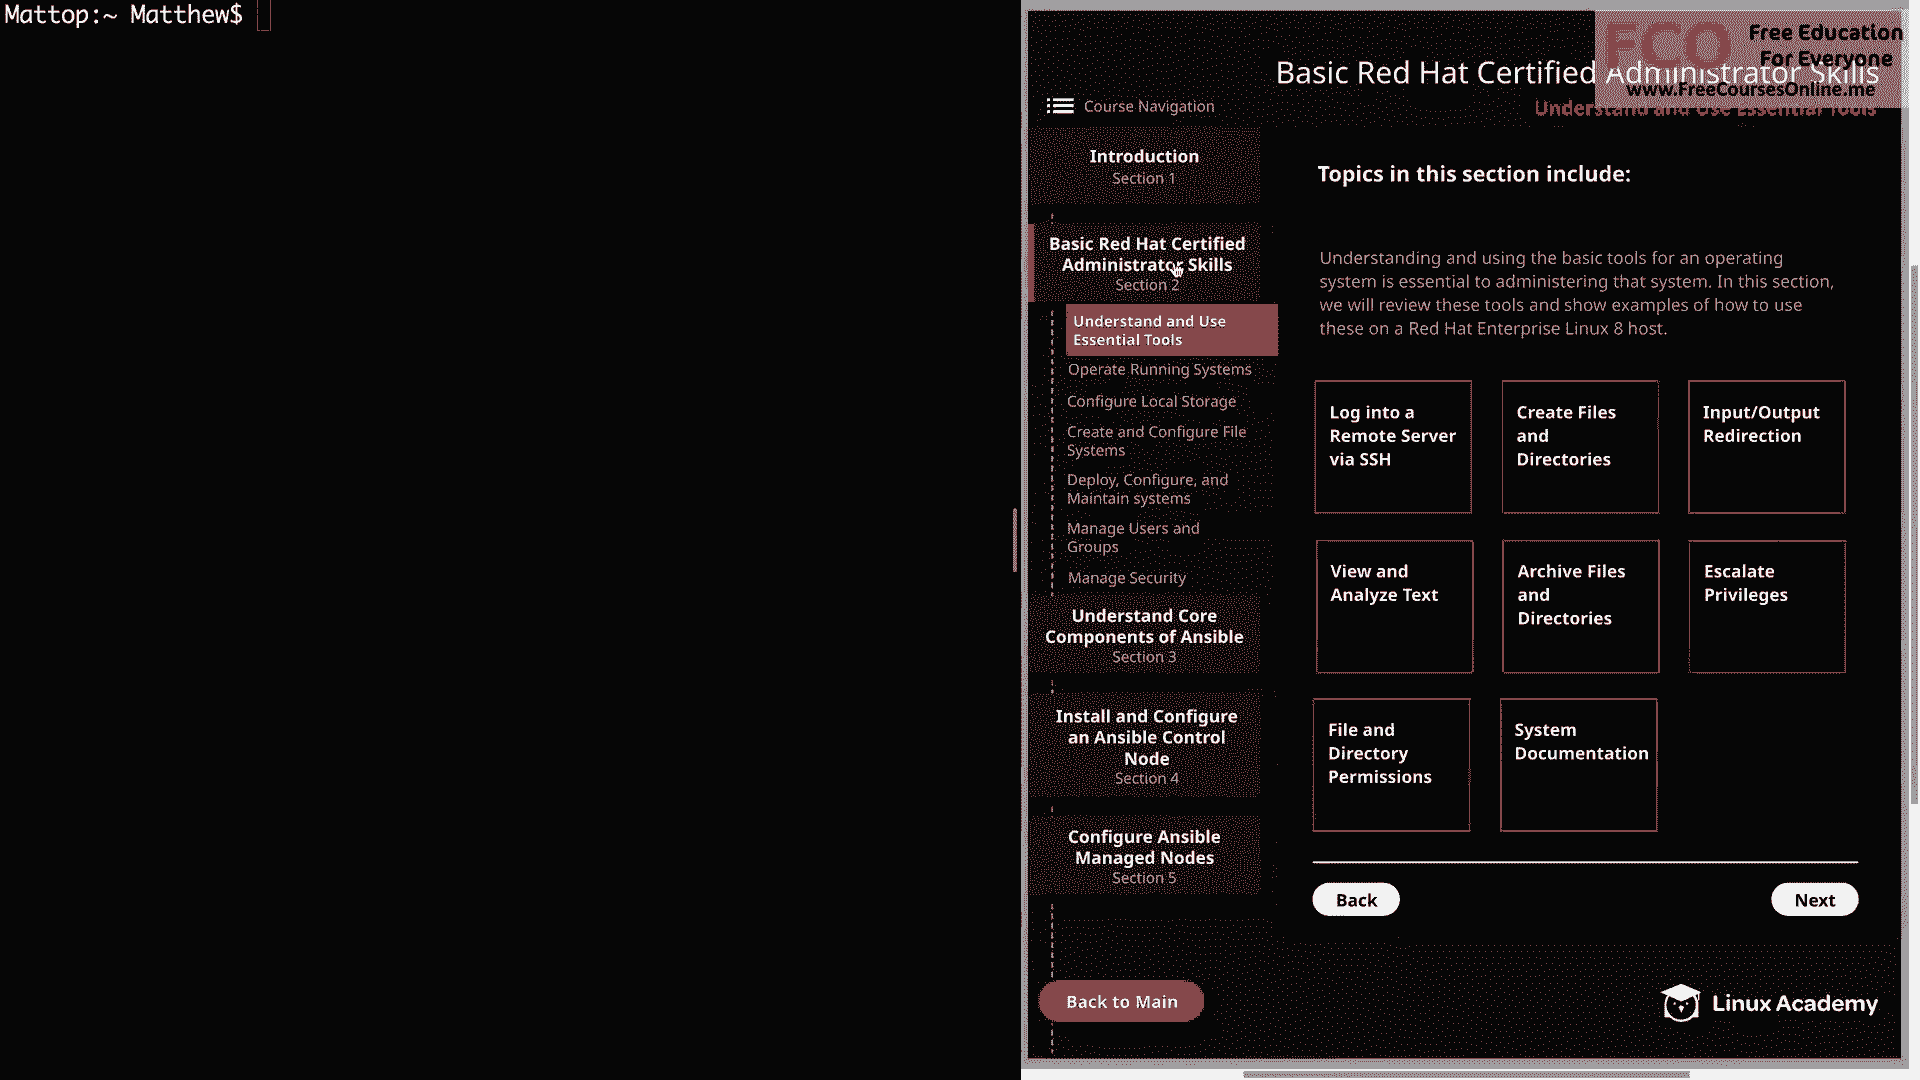 Mattop:~ Matthew$
FCO
Free Education
For Everyone
www.FreeCoursesOnline.me
Basic Red Hat Certified Administrator Skills
Understand and Use Essential Tools
Course Navigation
Introduction
Section 1
Basic Red Hat Certified
Administrator Skills
Section 2
Understand and Use
Essential Tools
Operate Running Systems
Configure Local Storage
Create and Configure File
Systems
Deploy, Configure, and
Maintain systems
Manage Users and
Groups
Manage Security
Understand Core
Components of Ansible
Section 3
Install and Configure
an Ansible Control
Node
Section 4
Configure Ansible
Managed Nodes
Section 5
Back to Main
Topics in this section include:
Understanding and using the basic tools for an operating
system is essential to administering that system. In this section,
we will review these tools and show examples of how to use
these on a Red Hat Enterprise Linux 8 host.
Log into a
Remote Server
via SSH
Create Files
and
Directories
Input/Output
Redirection
View and
Analyze Text
Archive Files
and
Directories
Escalate
Privileges
File and
Directory
Permissions
System
Documentation
Back
Next
Linux Academy